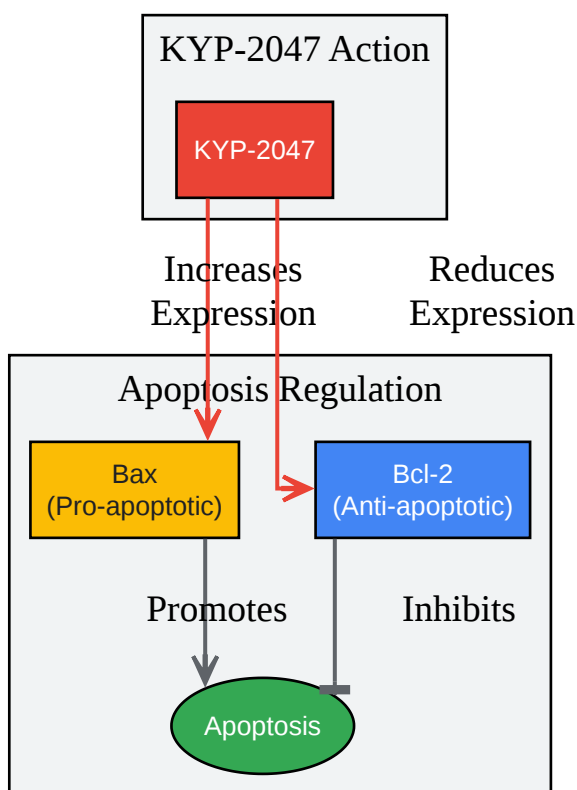 KYP-2047 Action
KYP-2047
Increases
Expression
Reduces
Expression
Apoptosis Regulation
Bax
(Pro-apoptotic)
Bcl-2
(Anti-apoptotic)
Promotes
Inhibits
Apoptosis